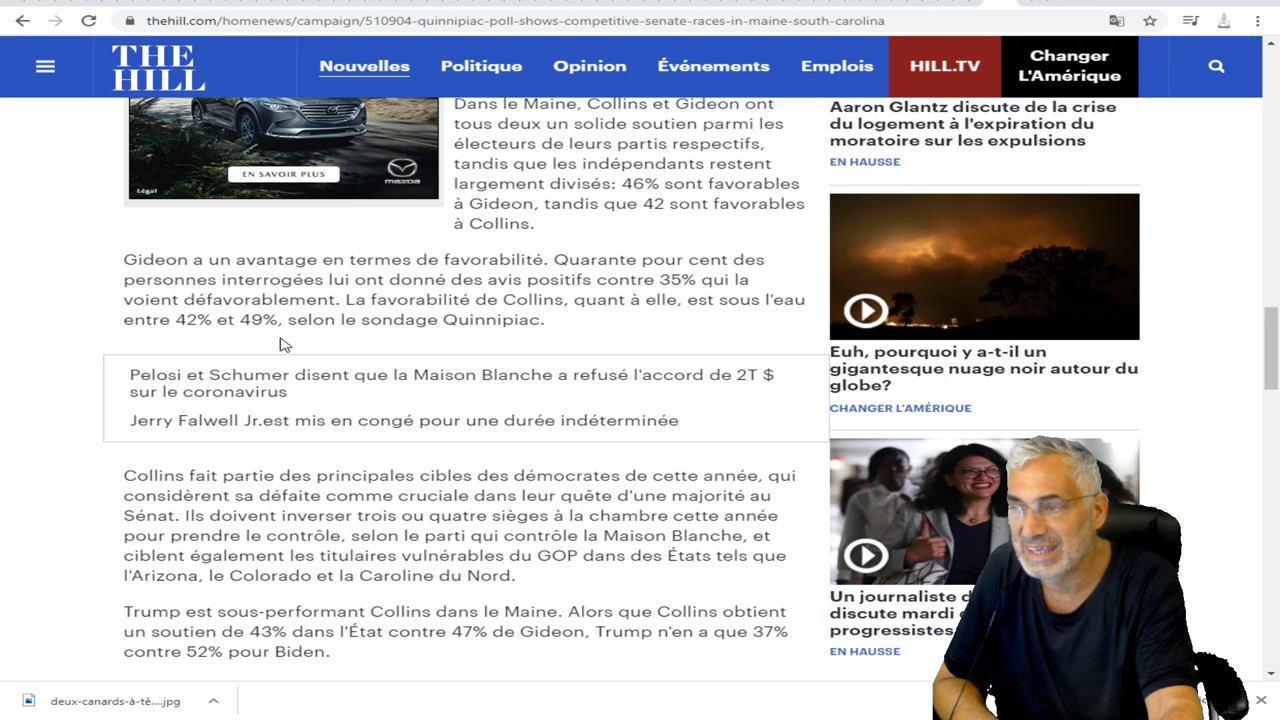 thehill.com/homenews/campaign/510904-quinnipiac-poll-shows-competitive-senate-races-in-maine-south-carolina
THE
HILL
Nouvelles
Politique
Opinion
Événements
Emplois
HILL.TV
Changer
L'Amérique
EN SAVOIR PLUS
mazda
Légal
Dans le Maine, Collins et Gideon ont
tous deux un solide soutien parmi les
électeurs de leurs partis respectifs,
tandis que les indépendants restent
largement divisés: 46% sont favorables
à Gideon, tandis que 42 sont favorables
à Collins.
Gideon a un avantage en termes de favorabilité. Quarante pour cent des
personnes interrogées lui ont donné des avis positifs contre 35% qui la
voient défavorablement. La favorabilité de Collins, quant à elle, est sous l'eau
entre 42% et 49%, selon le sondage Quinnipiac.
Pelosi et Schumer disent que la Maison Blanche a refusé l'accord de 2T $
sur le coronavirus
Jerry Falwell Jr.est mis en congé pour une durée indéterminée
Collins fait partie des principales cibles des démocrates de cette année, qui
considèrent sa défaite comme cruciale dans leur quête d'une majorité au
Sénat. Ils doivent inverser trois ou quatre sièges à la chambre cette année
pour prendre le contrôle, selon le parti qui contrôle la Maison Blanche, et
ciblent également les titulaires vulnérables du GOP dans des États tels que
l'Arizona, le Colorado et la Caroline du Nord.
Trump est sous-performant Collins dans le Maine. Alors que Collins obtient
un soutien de 43% dans l'État contre 47% de Gideon, Trump n'en a que 37%
contre 52% pour Biden.
Aaron Glantz discute de la crise
du logement à l'expiration du
moratoire sur les expulsions
EN HAUSSE
Euh, pourquoi y a-t-il un
gigantesque nuage noir autour du
globe?
CHANGER L'AMÉRIQUE
Un journaliste
discute mardi
progressistes
EN HAUSSE
deux-canards-à-tê....jpg